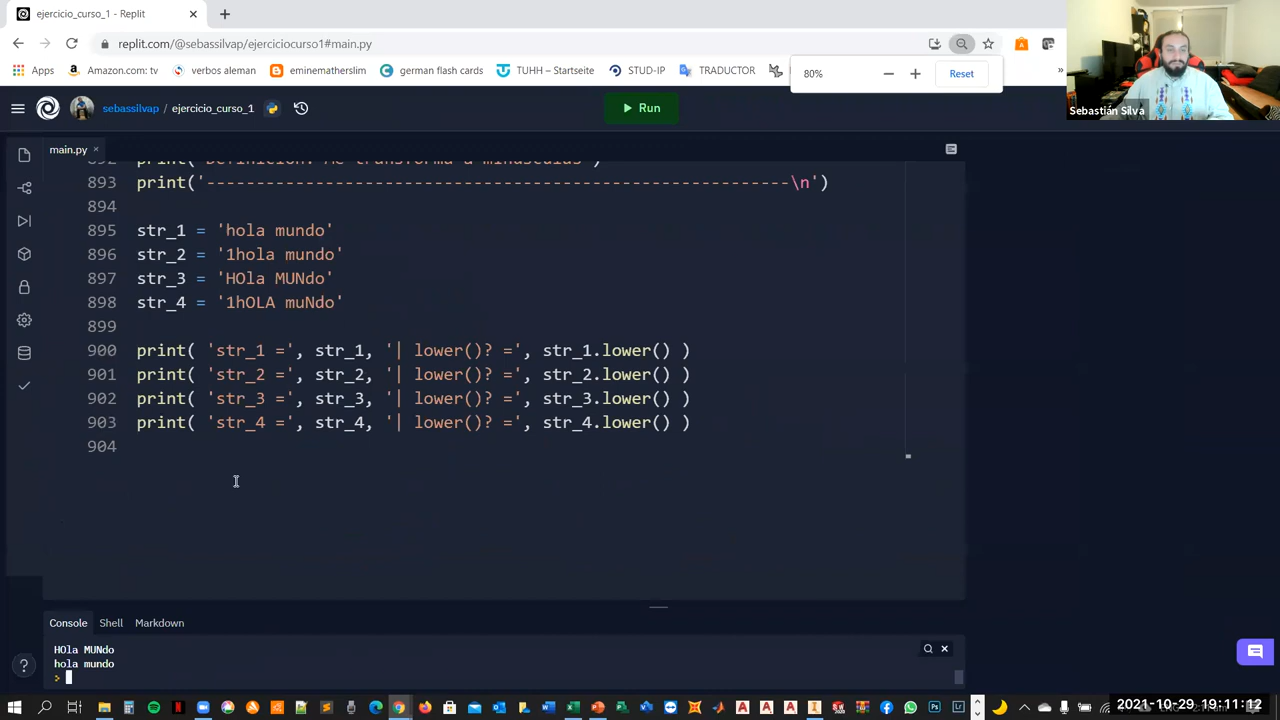 ejercicio_curso_1 - Replit
replit.com/@sebassilvap/ejerciciocurso1#main.py
Apps
Amazon.com: tv
verbos aleman
eminematherslim
german flash card
TUHH – Startseite
STUD-IP
TRADUCTOR
»
80%
Reset
Sebastián Silva
sebassilvap / ejercicio_curso_1
Run
main.py
893 print('----------------------------------------------------------\n')
894
895 str_1 = 'hola mundo'
896 str_2 = '1hola mundo'
897 str_3 = 'HOla MUNdo'
898 str_4 = '1hOLA muNdo'
899
900 print( 'str_1 =', str_1, '| lower()? =', str_1.lower() )
901 print( 'str_2 =', str_2, '| lower()? =', str_2.lower() )
902 print( 'str_3 =', str_3, '| lower()? =', str_3.lower() )
903 print( 'str_4 =', str_4, '| lower()? =', str_4.lower() )
904
Console
Shell
Markdown
HOla MUNdo
hola mundo
>
2021-10-29 19:11:12